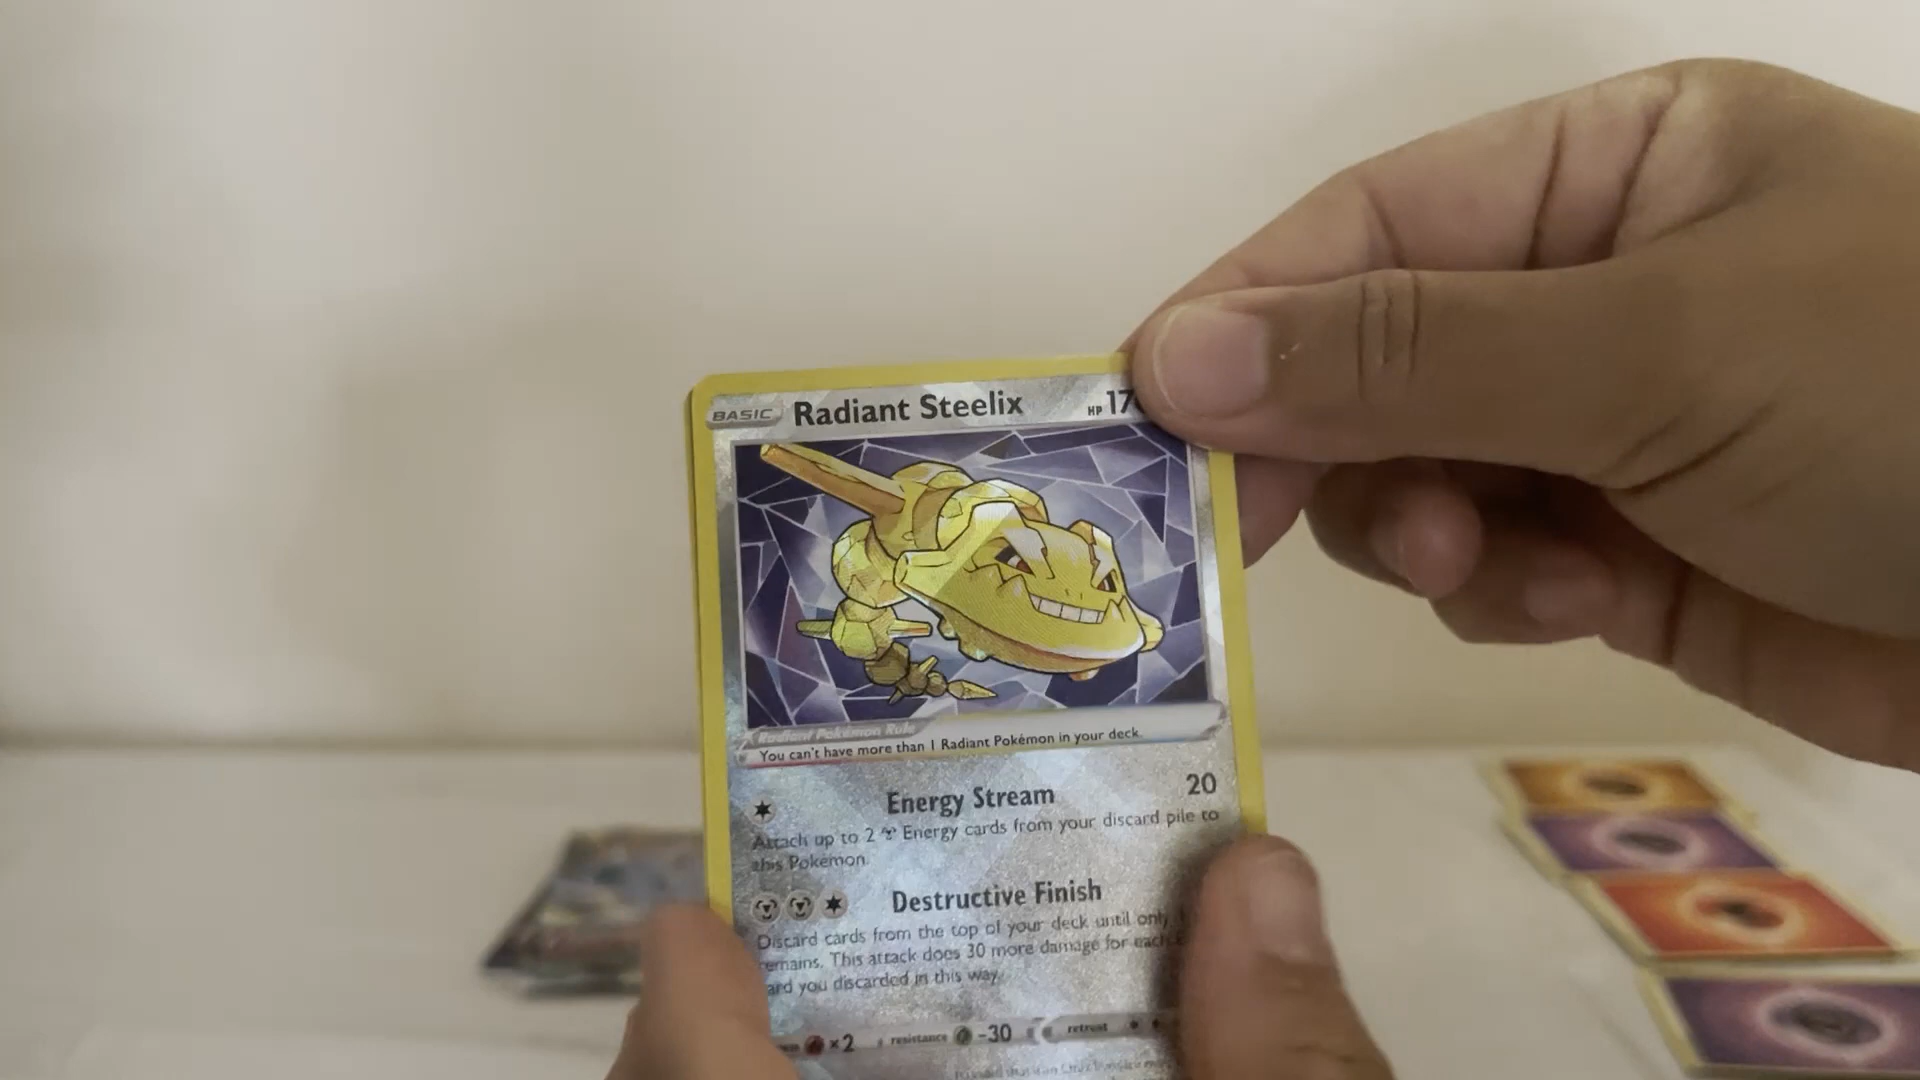 BASIC Radiant Steelix HP 17
Radiant Pokémon Rule
You can't have more than 1 Radiant Pokémon in your deck.
Energy Stream 20
Attach up to 2 Energy cards from your discard pile to
this Pokémon.
Destructive Finish
Discard cards from the top of your deck until only 1
remains. This attack does 30 more damage for each
card you discarded in this way.
×2 resistance -30 retreat